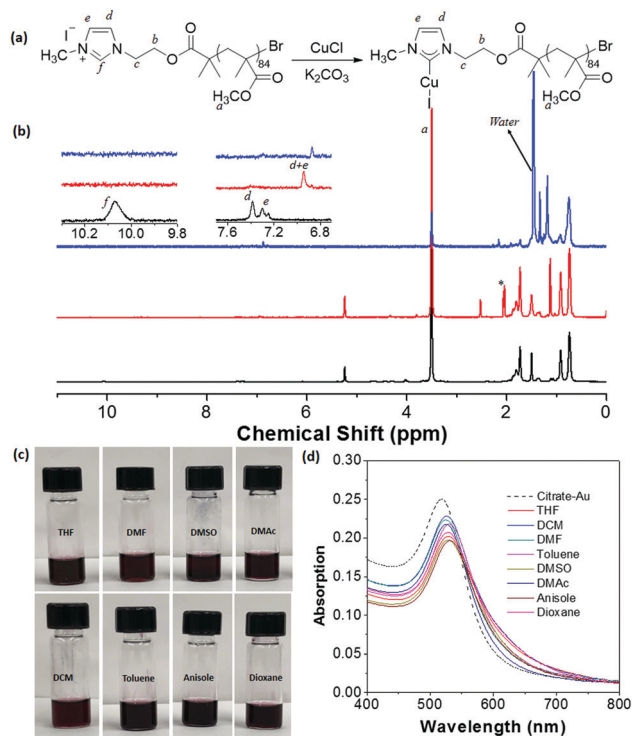 (a)
I⁻
e
d
H₃C
N
+
N
f
c
b
O
O
84
Br
O
O
H₃C
a
CuCl
K₂CO₃
e
d
H₃C
N
N
Cu
I
c
b
O
O
84
Br
O
O
H₃C
a
(b)
a
Water
d+e
f
d
e
10.2 10.0 9.8
7.6 7.2 6.8
*
11 10 8 6 4 2 0
Chemical Shift (ppm)
(c)
THF
DMF
DMSO
DMAc
DCM
Toluene
Anisole
Dioxane
(d)
0.30
0.25
0.20
0.15
0.10
0.05
0.00
Absorption
Citrate-Au
THF
DCM
DMF
Toluene
DMSO
DMAc
Anisole
Dioxane
400 500 600 700 800
Wavelength (nm)